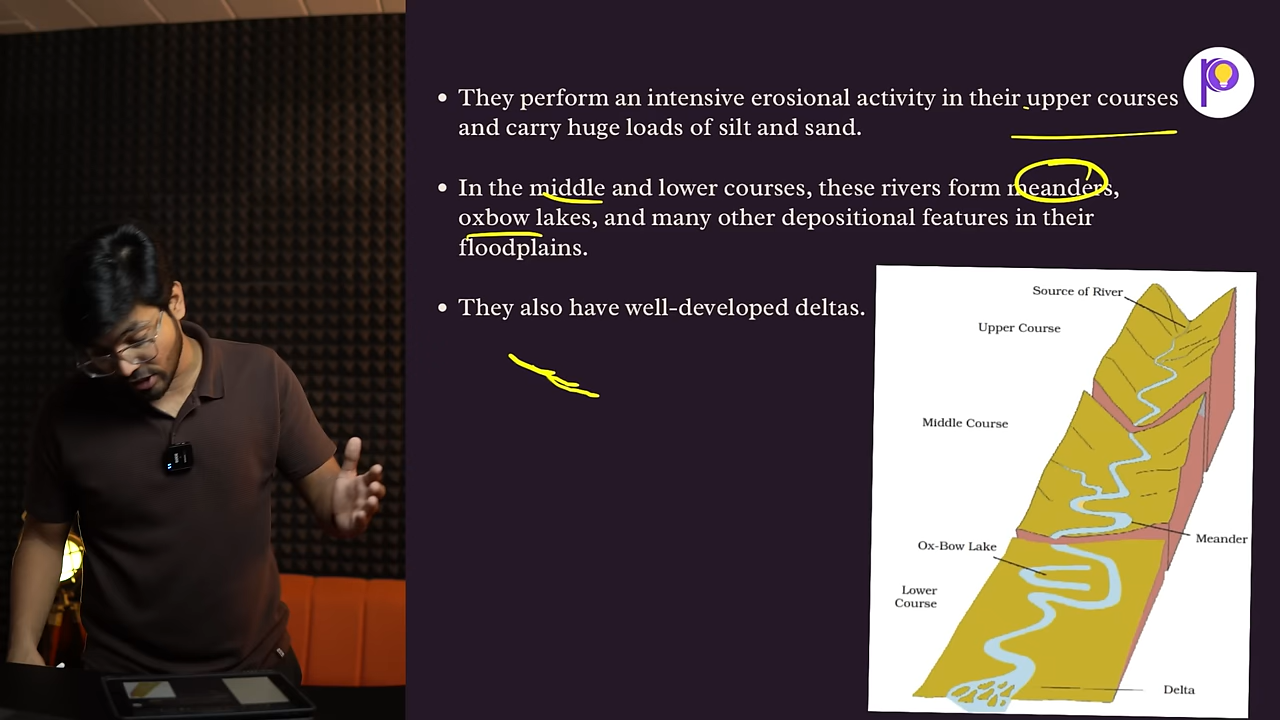 • They perform an intensive erosional activity in their upper courses
and carry huge loads of silt and sand.
• In the middle and lower courses, these rivers form meanders,
oxbow lakes, and many other depositional features in their
floodplains.
• They also have well-developed deltas.
Source of River
Upper Course
Middle Course
Meander
Ox-Bow Lake
Lower
Course
Delta